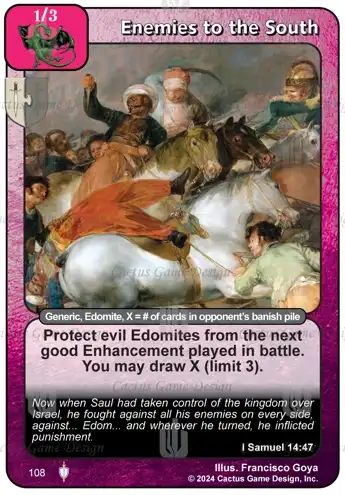 1/3
Enemies to the South
Cactus Game Design
Generic, Edomite, X = # of cards in opponent's banish pile
Protect evil Edomites from the next
good Enhancement played in battle.
You may draw X (limit 3).
Now when Saul had taken control of the kingdom over
Israel, he fought against all his enemies on every side,
against... Edom... and wherever he turned, he inflicted
punishment.
I Samuel 14:47
Illus. Francisco Goya
108
© 2024 Cactus Game Design, Inc.